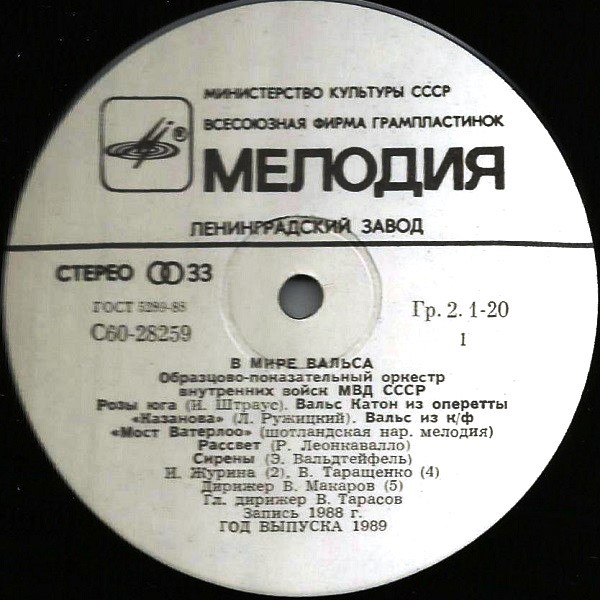 МИНИСТЕРСТВО КУЛЬТУРЫ СССР
ВСЕСОЮЗНАЯ ФИРМА ГРАМПЛАСТИНОК
®
МЕЛОДИЯ
ЛЕНИНГРАДСКИЙ ЗАВОД
СТЕРЕО 33
ГОСТ 5289-88
С60-28259
Гр. 2. 1-20
1
В МИРЕ ВАЛЬСА
Образцово-показательный оркестр
внутренних войск МВД СССР
Розы юга (И. Штраус). Вальс Катон из оперетты
«Казанова» (Л. Ружицкий). Вальс из к/ф
«Мост Ватерлоо» (шотландская нар. мелодия)
Рассвет (Р. Леонкавалло)
Сирены (Э. Вальдтейфель)
И. Журина (2), В. Таращенко (4)
Дирижер В. Макаров (5)
Гл. дирижер В. Тарасов
Запись 1988 г.
ГОД ВЫПУСКА 1989